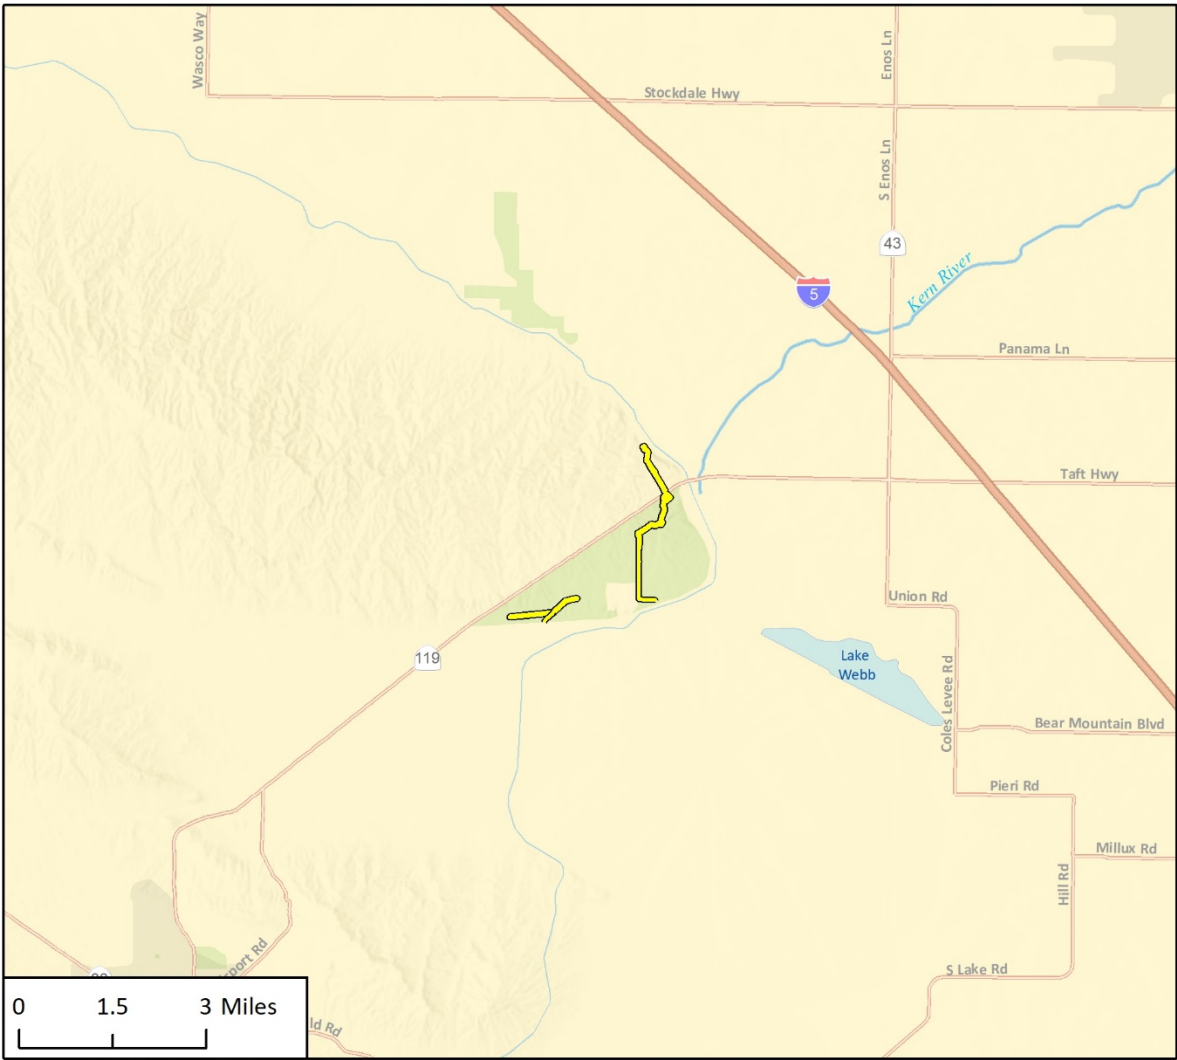 Wasco Way
Enos Ln
Stockdale Hwy
S Enos Ln
43
Kern River
5
Panama Ln
Taft Hwy
Union Rd
119
Lake
Webb
Coles Levee Rd
Bear Mountain Blvd
Pieri Rd
Millux Rd
Hill Rd
S Lake Rd
0 1.5 3 Miles